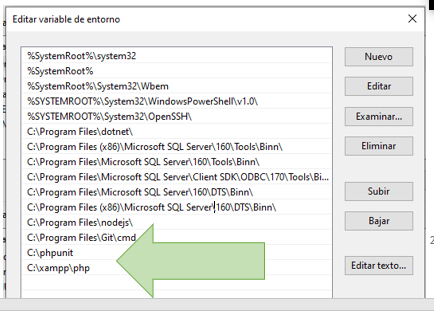 Editar variable de entorno
%SystemRoot%\system32
%SystemRoot%
%SystemRoot%\System32\Wbem
%SYSTEMROOT%\System32\WindowsPowerShell\v1.0\
%SYSTEMROOT%\System32\OpenSSH\
C:\Program Files\dotnet\
C:\Program Files (x86)\Microsoft SQL Server\160\Tools\Binn\
C:\Program Files\Microsoft SQL Server\160\Tools\Binn\
C:\Program Files\Microsoft SQL Server\Client SDK\ODBC\170\Tools\Bi...
C:\Program Files\Microsoft SQL Server\160\DTS\Binn\
C:\Program Files (x86)\Microsoft SQL Server\160\DTS\Binn\
C:\Program Files\nodejs\
C:\Program Files\Git\cmd
C:\phpunit
C:\xampp\php
Nuevo
Editar
Examinar...
Eliminar
Subir
Bajar
Editar texto...